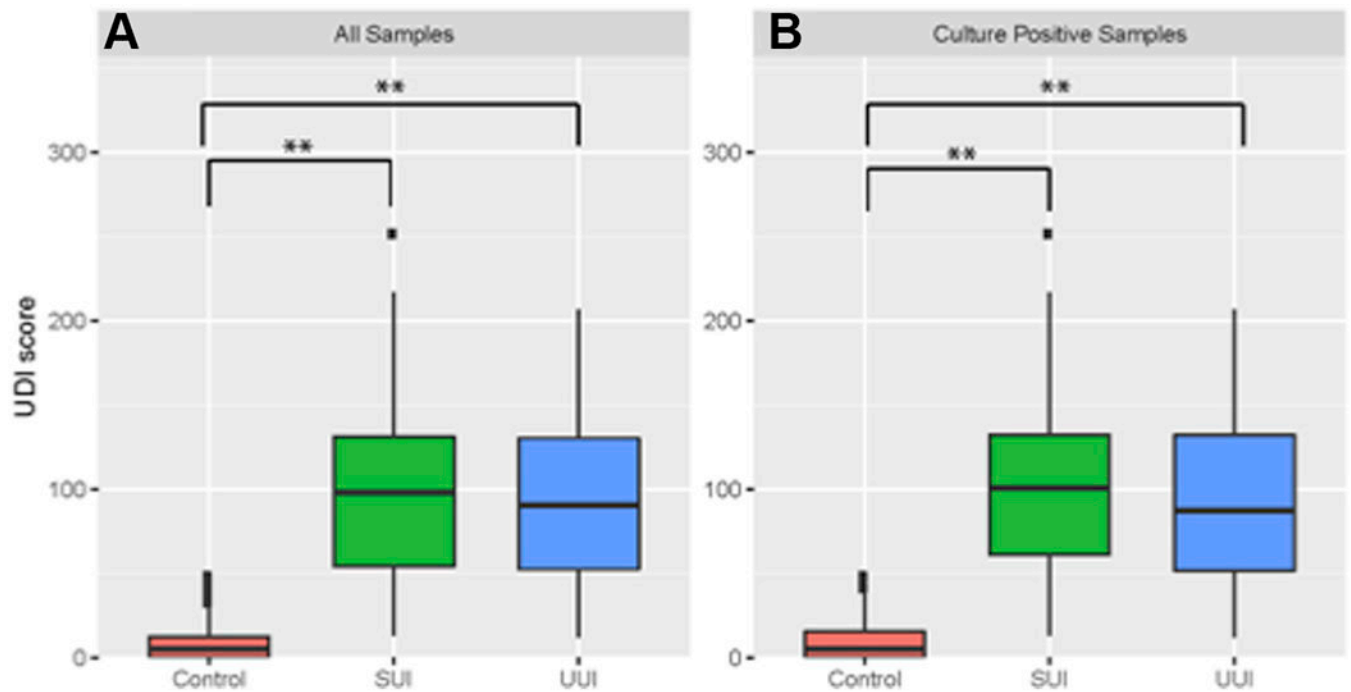 A All Samples
B Culture Positive Samples
UDI score
300
200
100
0
**
**
Control SUI UUI
300
200
100
0
**
**
Control SUI UUI